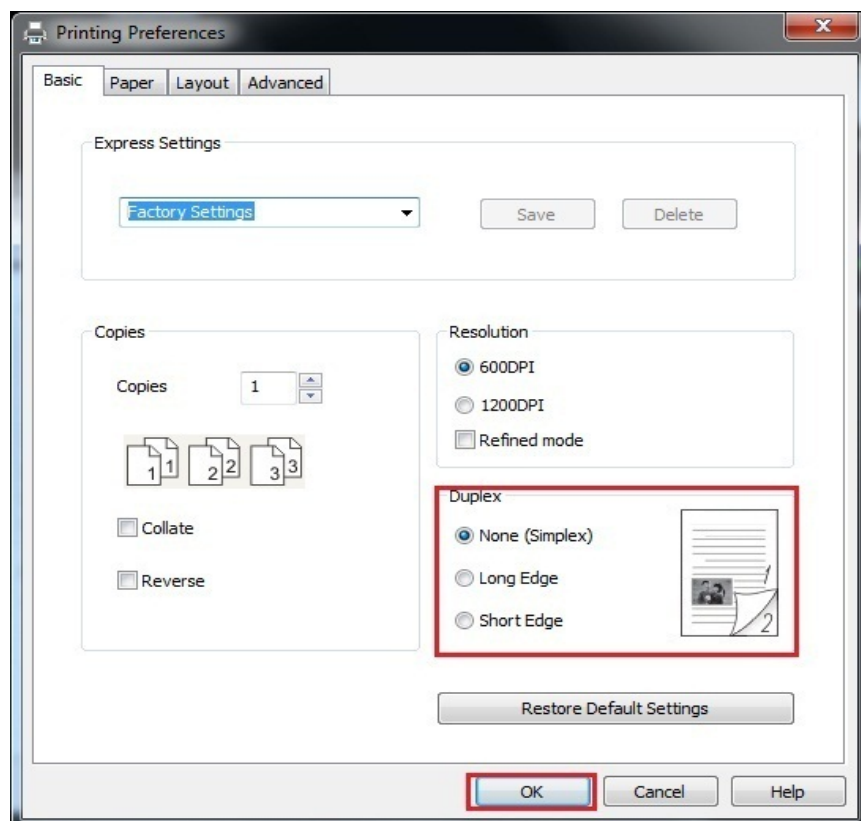 Printing Preferences
Basic Paper Layout Advanced
Express Settings
Factory Settings Save Delete
Copies
Copies 1
1 1 2 2 3 3
Collate
Reverse
Resolution
600DPI
1200DPI
Refined mode
Duplex
None (Simplex)
Long Edge
Short Edge
1
2
Restore Default Settings
OK Cancel Help